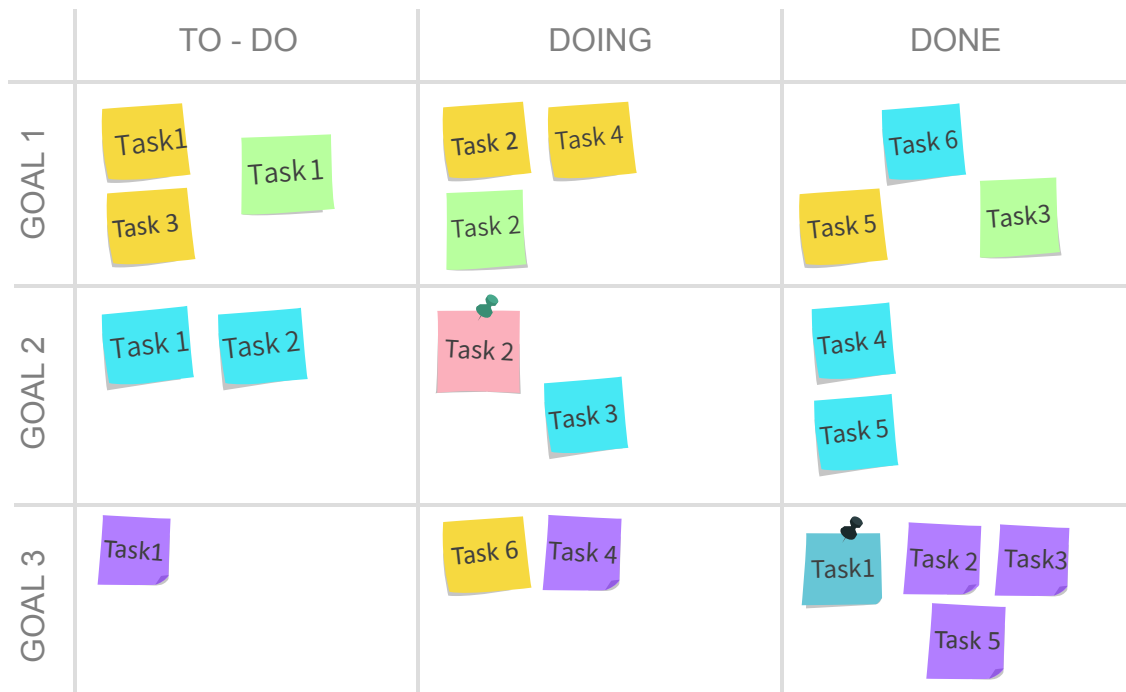 TO - DO
DOING
DONE
GOAL 1
Task1
Task 1
Task 3
Task 2
Task 4
Task 2
Task 6
Task 5
Task3
GOAL 2
Task 1
Task 2
Task 2
Task 3
Task 4
Task 5
GOAL 3
Task1
Task 6
Task 4
Task1
Task 2
Task3
Task 5